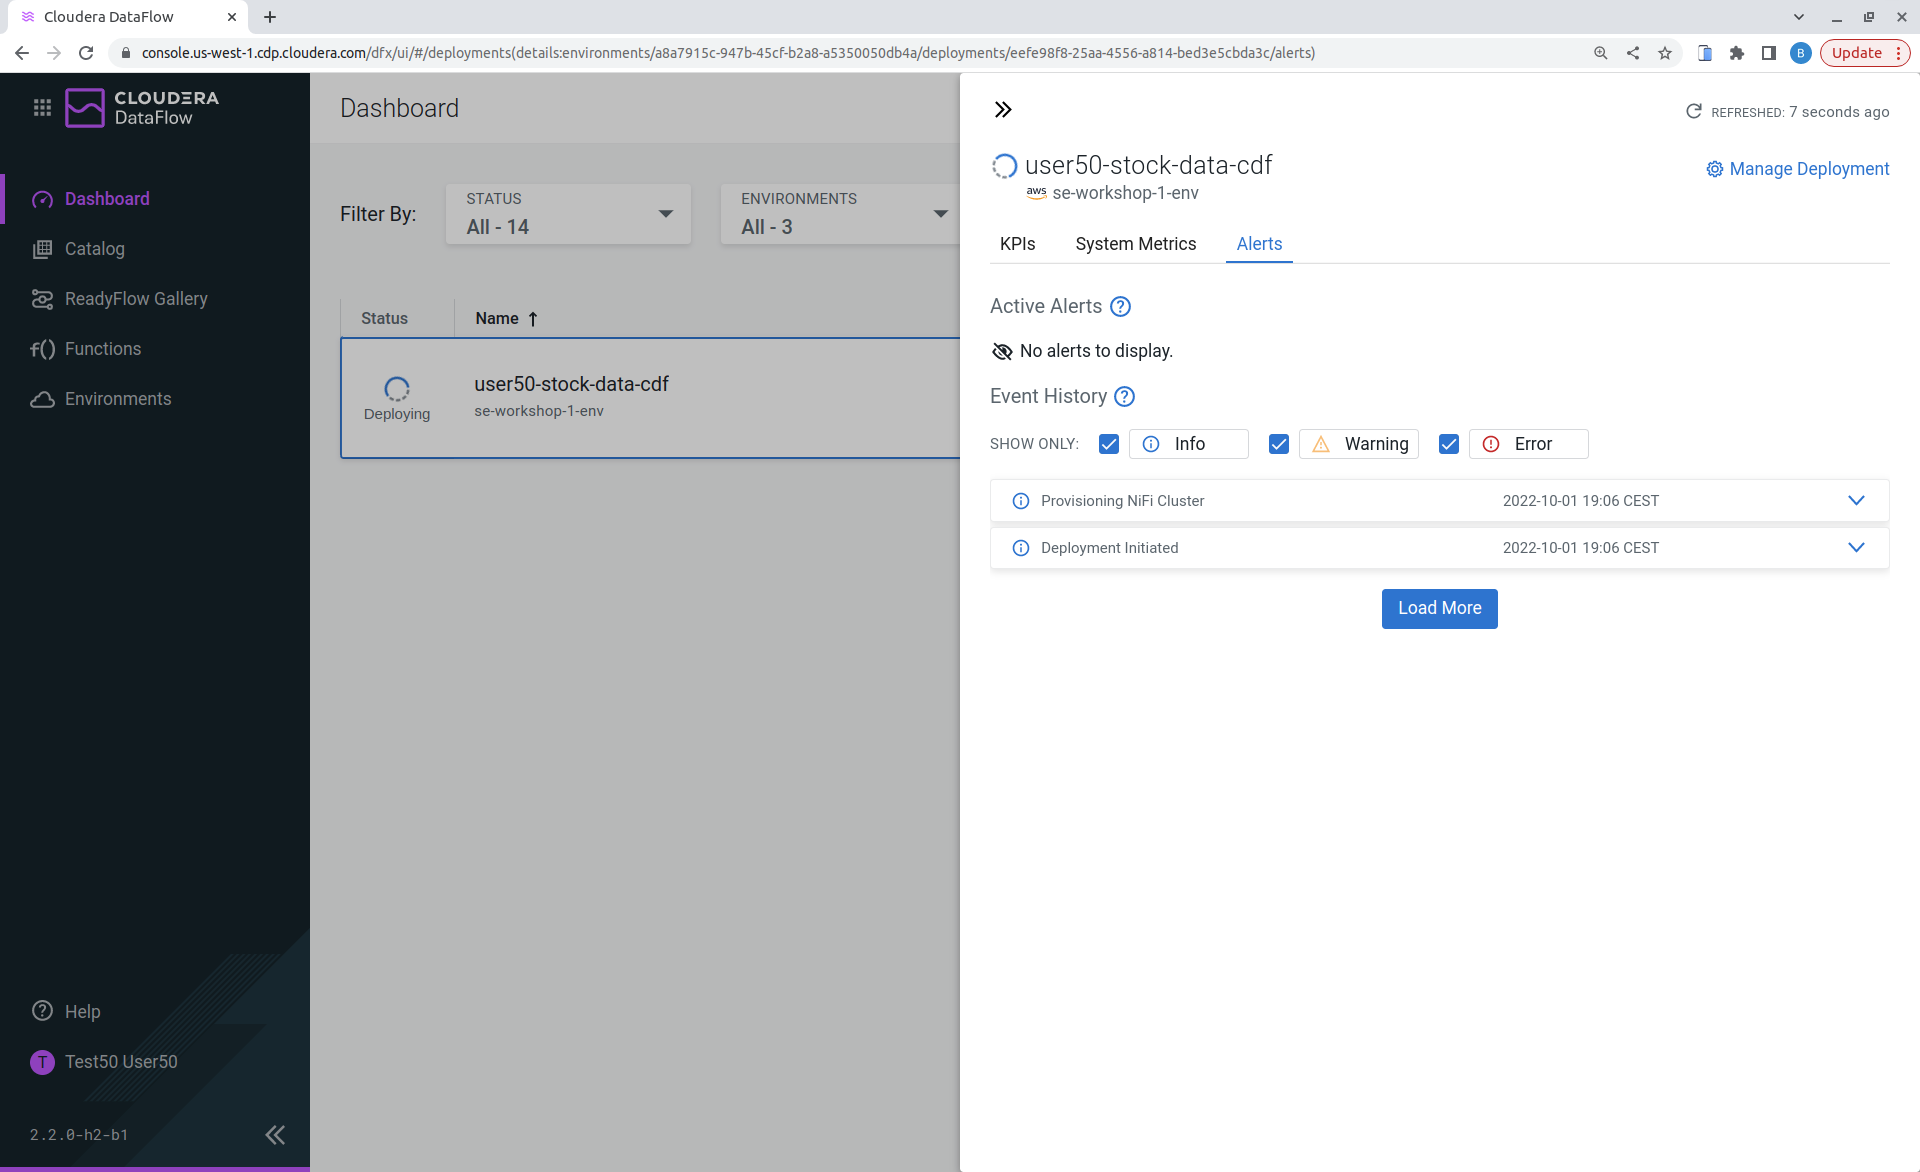 Cloudera DataFlow
console.us-west-1.cdp.cloudera.com/dfx/ui/#/deployments(details:environments/a8a7915c-947b-45cf-b2a8-a5350050db4a/deployments/eefe98f8-25aa-4556-a814-bed3e5cbda3c/alerts)
B
Update
CLOUDERA
DataFlow
Dashboard
Catalog
ReadyFlow Gallery
Functions
Environments
Help
T
Test50 User50
2.2.0-h2-b1
Dashboard
Filter By:
STATUS
All - 14
ENVIRONMENTS
All - 3
Status
Name
Deploying
user50-stock-data-cdf
se-workshop-1-env
REFRESHED: 7 seconds ago
user50-stock-data-cdf
aws se-workshop-1-env
Manage Deployment
KPIs
System Metrics
Alerts
Active Alerts
No alerts to display.
Event History
SHOW ONLY:
Info
Warning
Error
Provisioning NiFi Cluster
2022-10-01 19:06 CEST
Deployment Initiated
2022-10-01 19:06 CEST
Load More